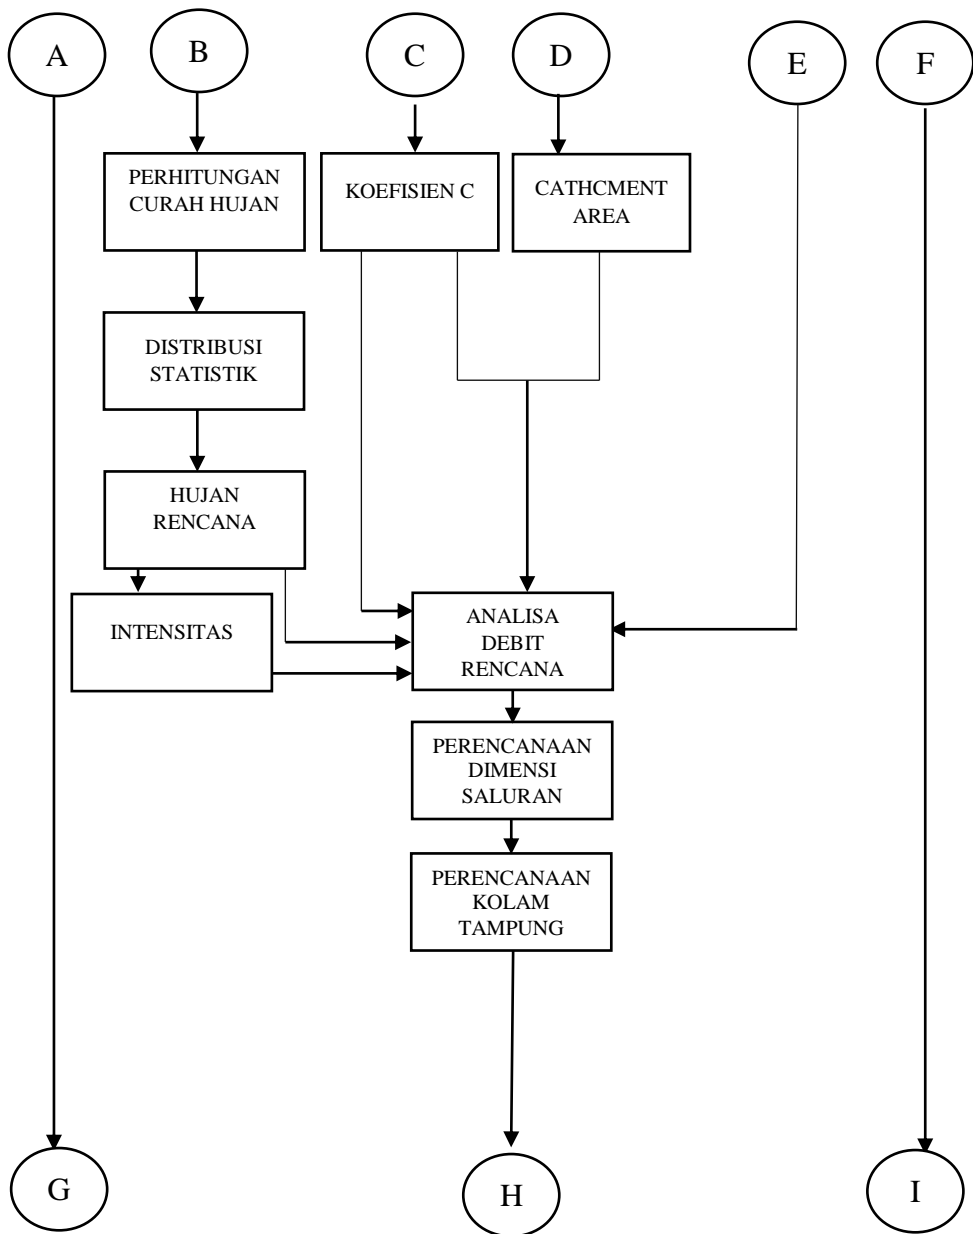 A
B
C
D
E
F
PERHITUNGAN
CURAH HUJAN
KOEFISIEN C
CATHCMENT
AREA
DISTRIBUSI
STATISTIK
HUJAN
RENCANA
INTENSITAS
ANALISA
DEBIT
RENCANA
PERENCANAAN
DIMENSI
SALURAN
PERENCANAAN
KOLAM
TAMPUNG
G
H
I